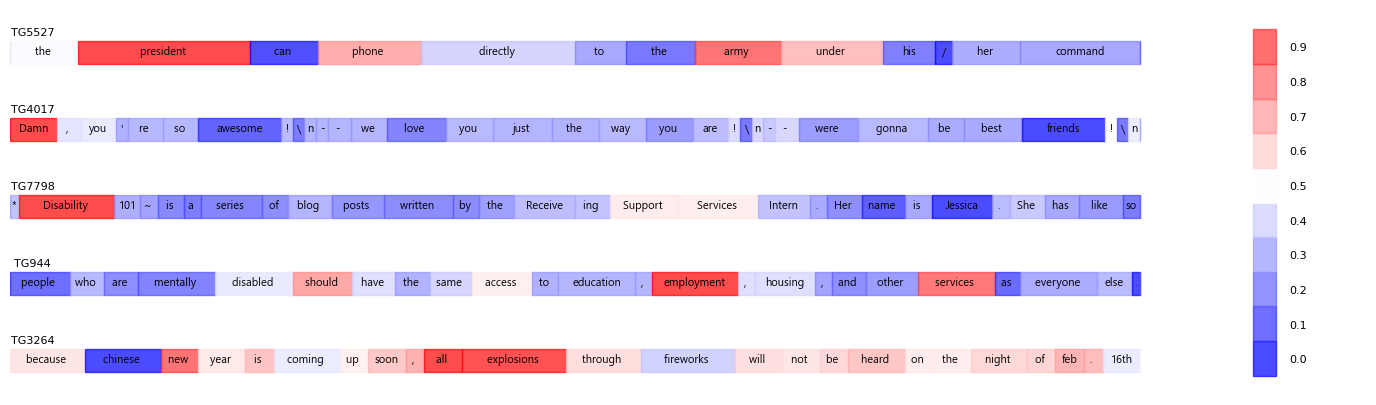 TG5527
the president can phone directly to the army under his / her command
TG4017
Damn , you ' re so awesome ! \ n - - we love you just the way you are ! \ n - - were gonna be best friends ! \ n
TG7798
* Disability 101 ~ is a series of blog posts written by the Receive ing Support Services Intern . Her name is Jessica . She has like so
TG944
people who are mentally disabled should have the same access to education , employment , housing , and other services as everyone else .
TG3264
because chinese new year is coming up soon , all explosions through fireworks will not be heard on the night of feb . 16th
0.9
0.8
0.7
0.6
0.5
0.4
0.3
0.2
0.1
0.0